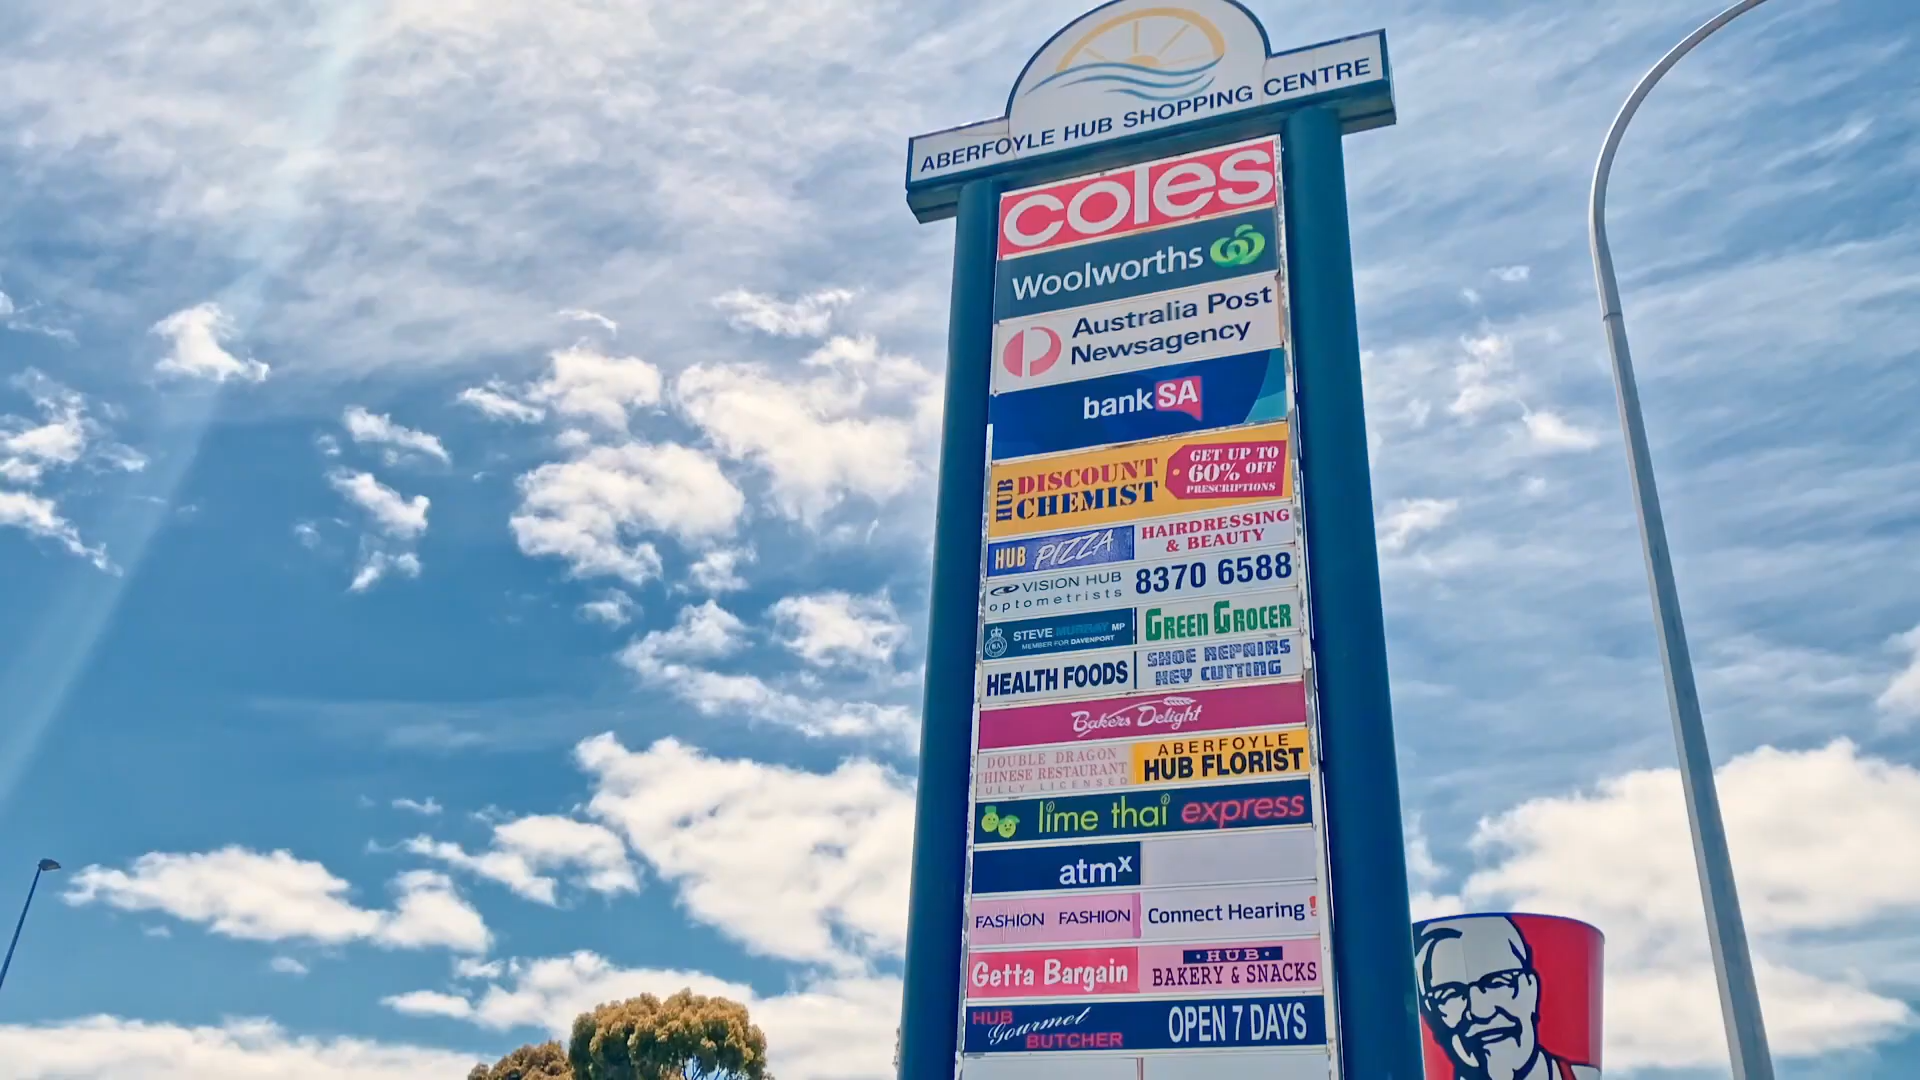 ABERFOYLE HUB SHOPPING CENTRE
coles
Woolworths
Australia Post
Newsagency
bankSA
HUB DISCOUNT
CHEMIST
GET UP TO
60% OFF
PRESCRIPTIONS
HUB PIZZA
HAIRDRESSING
& BEAUTY
VISION HUB
optometrists
8370 6588
STEVE MURRAY MP
MEMBER FOR DAVENPORT
GREEN GROCER
HEALTH FOODS
SHOE REPAIRS
KEY CUTTING
Bakers Delight
DOUBLE DRAGON
CHINESE RESTAURANT
FULLY LICENSED
ABERFOYLE
HUB FLORIST
lime thai express
atmx
FASHION FASHION
Connect Hearing!
Getta Bargain
HUB
BAKERY & SNACKS
HUB
Gourmet
BUTCHER
OPEN 7 DAYS